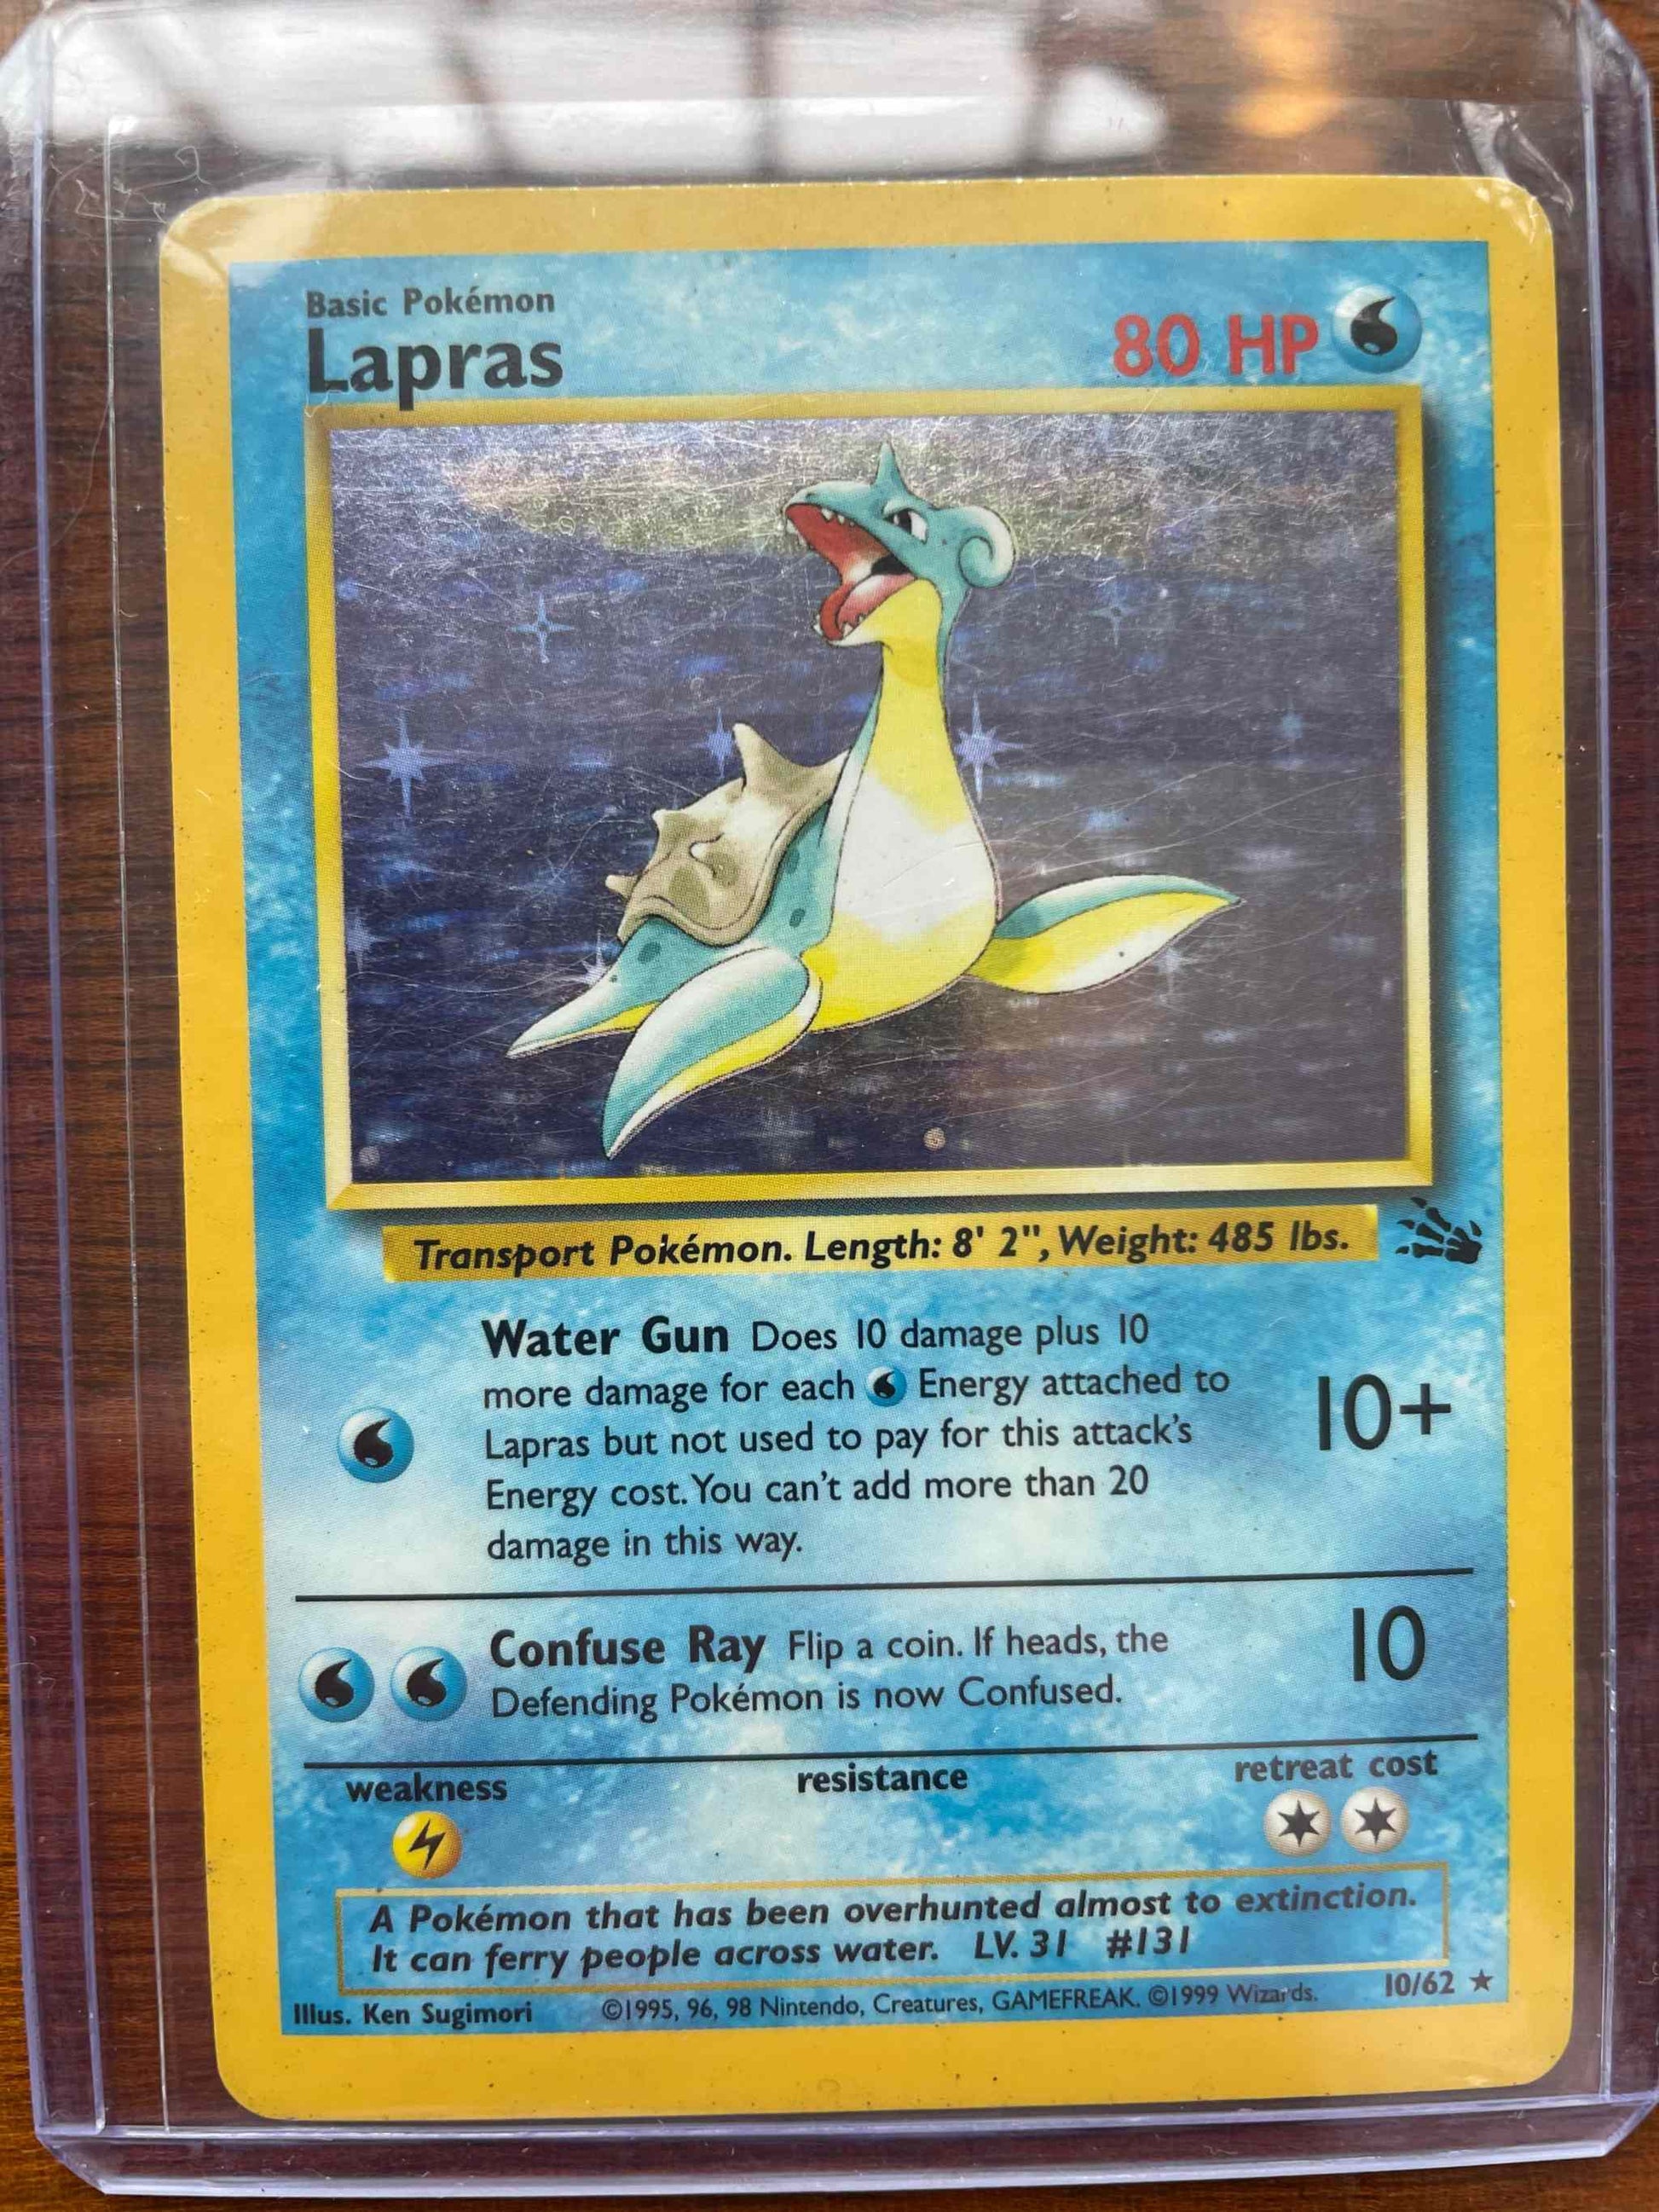 Basic Pokémon
Lapras
80 HP
Transport Pokémon. Length: 8' 2", Weight: 485 lbs.
Water Gun Does 10 damage plus 10
more damage for each Energy attached to
Lapras but not used to pay for this attack's
Energy cost. You can't add more than 20
damage in this way.
10+
Confuse Ray Flip a coin. If heads, the
Defending Pokémon is now Confused.
10
weakness
resistance
retreat cost
A Pokémon that has been overhunted almost to extinction.
It can ferry people across water. LV. 31 #131
Illus. Ken Sugimori
©1995, 96, 98 Nintendo, Creatures, GAMEFREAK. ©1999 Wizards.
10/62 ★